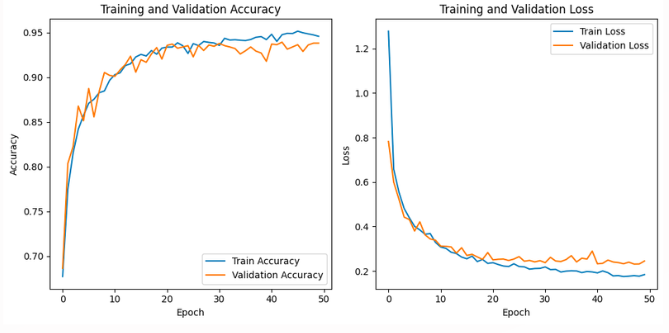 Training and Validation Accuracy
0.95
0.90
0.85
0.80
0.75
0.70
Accuracy
0
10
20
30
40
50
Epoch
Train Accuracy
Validation Accuracy
Training and Validation Loss
1.2
1.0
0.8
0.6
0.4
0.2
Loss
0
10
20
30
40
50
Epoch
Train Loss
Validation Loss